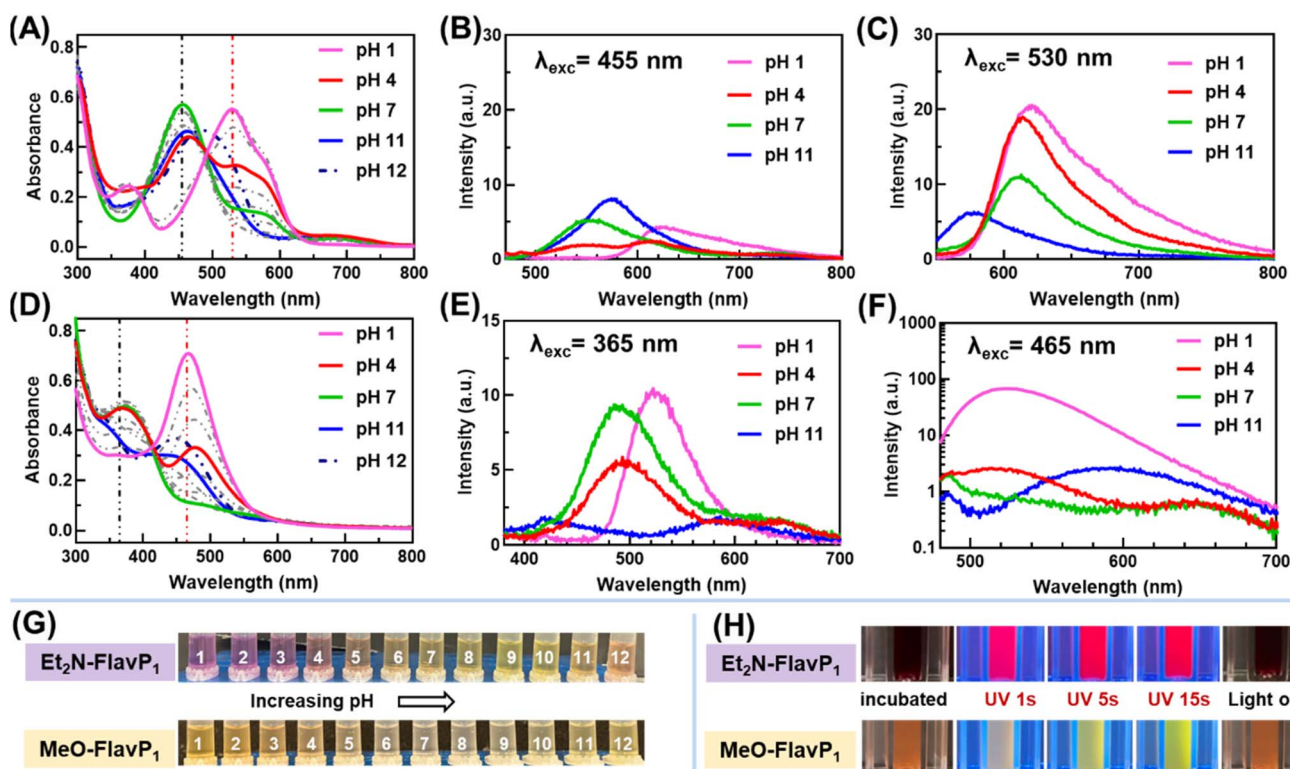 (A)
0.8
0.6
0.4
0.2
0.0
Absorbance
300 400 500 600 700 800
Wavelength (nm)
pH 1
pH 4
pH 7
pH 11
pH 12
(B)
λexc= 455 nm
30
20
10
0
Intensity (a.u.)
500 600 700 800
Wavelength (nm)
pH 1
pH 4
pH 7
pH 11
(C)
λexc= 530 nm
30
20
10
0
Intensity (a.u.)
600 700 800
Wavelength (nm)
pH 1
pH 4
pH 7
pH 11
(D)
0.8
0.6
0.4
0.2
0.0
Absorbance
300 400 500 600 700 800
Wavelength (nm)
pH 1
pH 4
pH 7
pH 11
pH 12
(E)
λexc= 365 nm
15
10
5
0
Intensity (a.u.)
400 500 600 700
Wavelength (nm)
pH 1
pH 4
pH 7
pH 11
(F)
λexc= 465 nm
1000
100
10
1
0.1
Intensity (a.u.)
500 600 700
Wavelength (nm)
pH 1
pH 4
pH 7
pH 11
(G)
Et₂N-FlavP₁
1 2 3 4 5 6 7 8 9 10 11 12
Increasing pH
MeO-FlavP₁
1 2 3 4 5 6 7 8 9 10 11 12
(H)
Et₂N-FlavP₁
incubated UV 1s UV 5s UV 15s Light o
MeO-FlavP₁